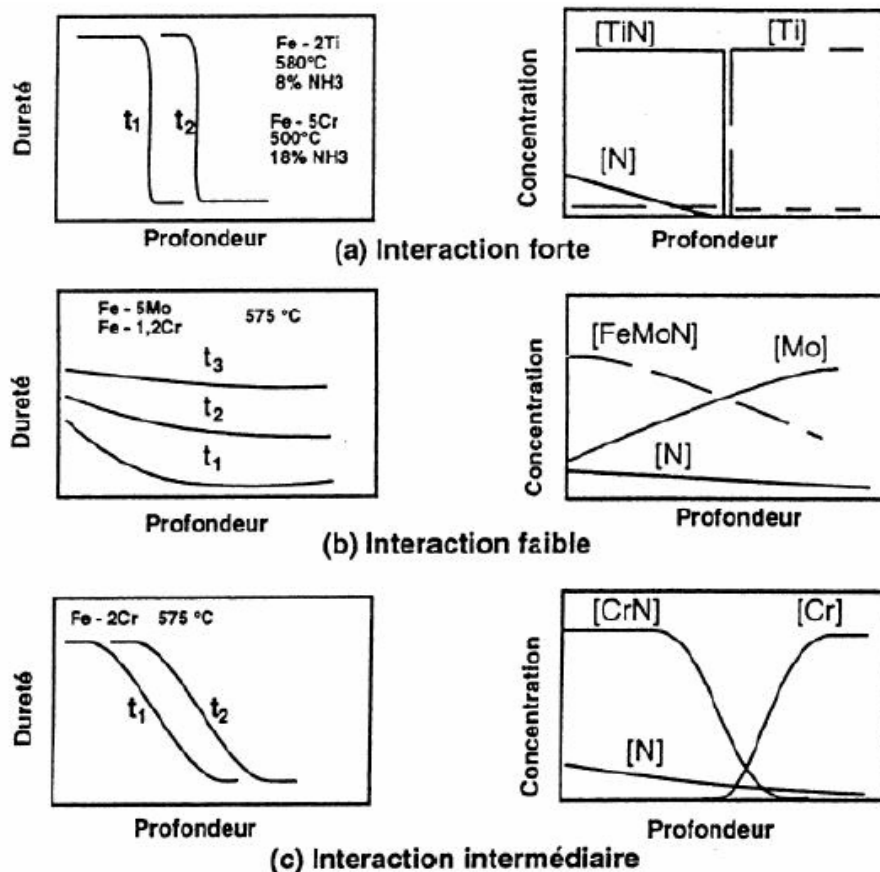 Dureté
Fe - 2Ti
580°C
8% NH3
Fe - 5Cr
500°C
18% NH3
t1
t2
Profondeur
Concentration
[TiN]
[Ti]
[N]
Profondeur
(a) Interaction forte
Dureté
Fe - 5Mo
Fe - 1,2Cr
575 °C
t3
t2
t1
Profondeur
Concentration
[FeMoN]
[Mo]
[N]
Profondeur
(b) Interaction faible
Dureté
Fe - 2Cr 575 °C
t1
t2
Profondeur
Concentration
[CrN]
[Cr]
[N]
Profondeur
(c) Interaction intermédiaire